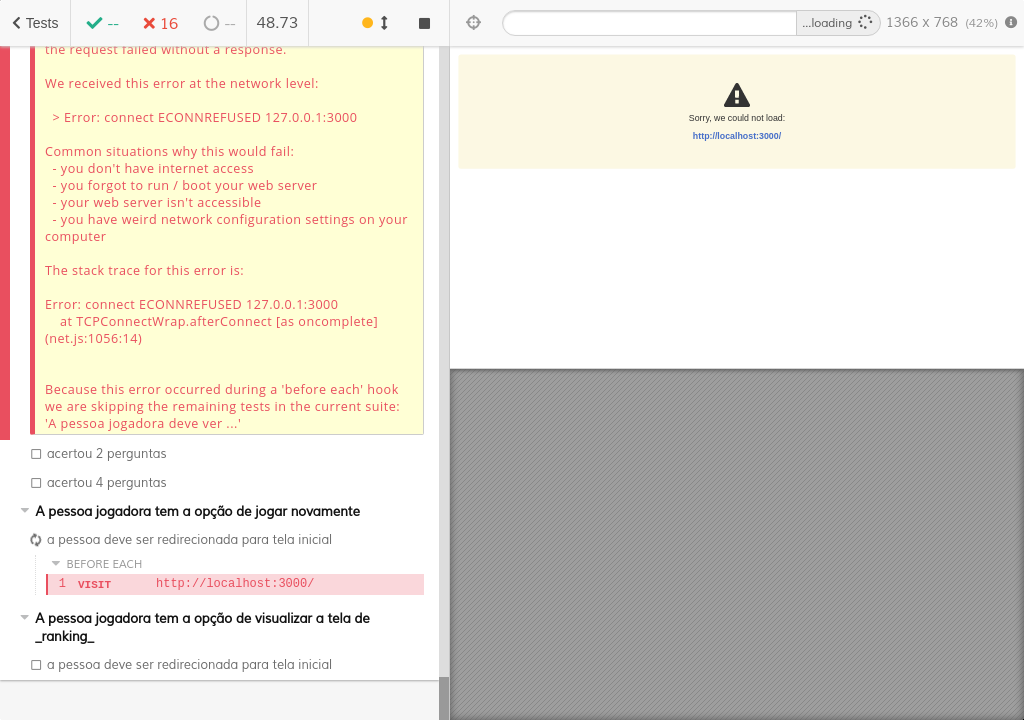 Tests
--
16
--
48.73
...loading
1366 x 768 (42%)
the request failed without a response.
We received this error at the network level:
> Error: connect ECONNREFUSED 127.0.0.1:3000
Common situations why this would fail:
- you don't have internet access
- you forgot to run / boot your web server
- your web server isn't accessible
- you have weird network configuration settings on your
computer
The stack trace for this error is:
Error: connect ECONNREFUSED 127.0.0.1:3000
at TCPConnectWrap.afterConnect [as oncomplete]
(net.js:1056:14)
Because this error occurred during a 'before each' hook
we are skipping the remaining tests in the current suite:
'A pessoa jogadora deve ver ...'
acertou 2 perguntas
acertou 4 perguntas
A pessoa jogadora tem a opção de jogar novamente
a pessoa deve ser redirecionada para tela inicial
BEFORE EACH
1 VISIT http://localhost:3000/
A pessoa jogadora tem a opção de visualizar a tela de
_ranking_
a pessoa deve ser redirecionada para tela inicial
Sorry, we could not load:
http://localhost:3000/